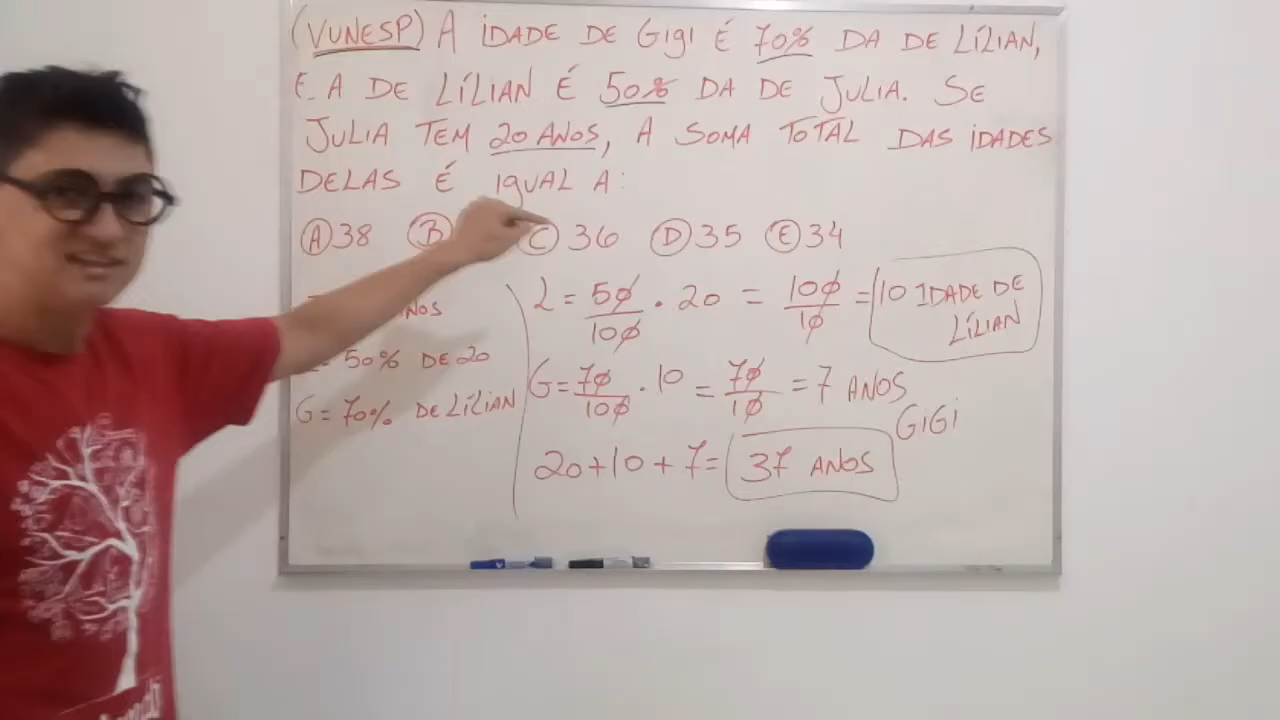 (VUNESP) A IDADE DE GIGI É 70% DA DE LÍLIAN,
E A DE LÍLIAN É 50% DA DE JULIA. SE
JULIA TEM 20 ANOS, A SOMA TOTAL DAS IDADES
DELAS É IGUAL A:
A 38 B C 36 D 35 E 34
ANOS
= 50% DE 20
G = 70% DE LÍLIAN
L = 50/100 . 20 = 100/10 = 10 IDADE DE
LÍLIAN
G = 70/100 . 10 = 70/10 = 7 ANOS
GIGI
20+10+7= 37 ANOS